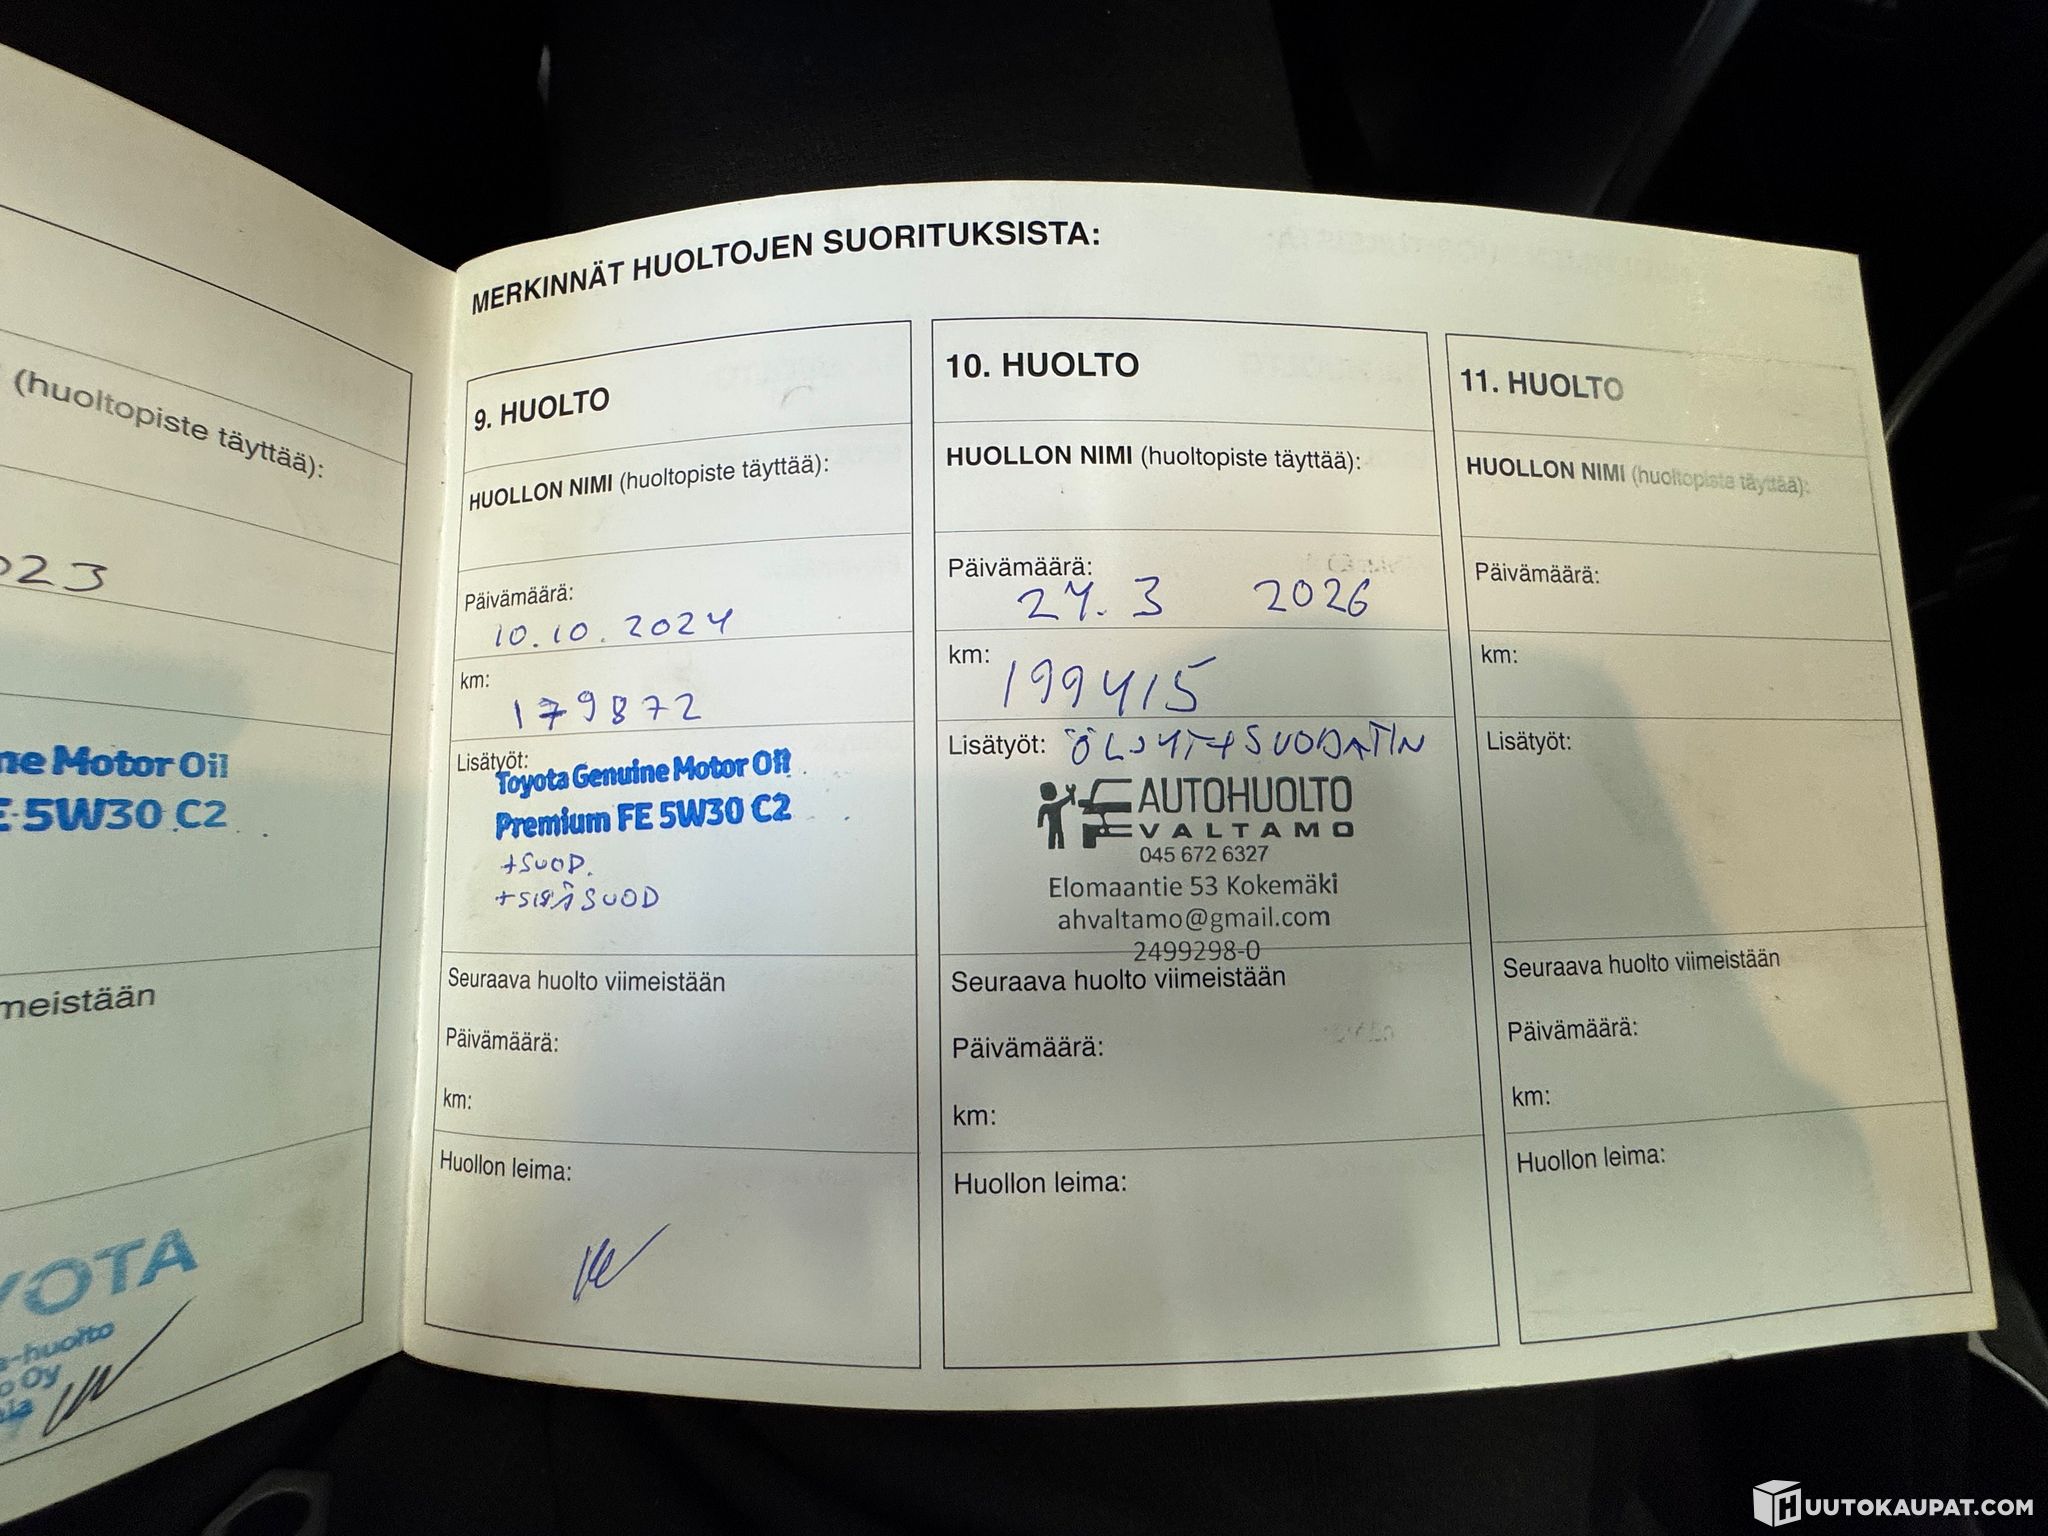 (huoltopiste täyttää):
023
ne Motor Oil
E 5W30 C2
meistään
YOTA
-huolto
o Oy
MERKINNÄT HUOLTOJEN SUORITUKSISTA:
9. HUOLTO
HUOLLON NIMI (huoltopiste täyttää):
Päivämäärä:
10.10.2024
km:
179872
Lisätyöt:
Toyota Genuine Motor Oil
Premium FE 5W30 C2
+SUOD.
+SISÄSUOD
Seuraava huolto viimeistään
Päivämäärä:
km:
Huollon leima:
10. HUOLTO
HUOLLON NIMI (huoltopiste täyttää):
Päivämäärä:
24.3 2026
km:
199415
Lisätyöt: ÖLJYT+SUODATIN
AUTOHUOLTO
VALTAMO
045 672 6327
Elomaantie 53 Kokemäki
ahvaltamo@gmail.com
2499298-0
Seuraava huolto viimeistään
Päivämäärä:
km:
Huollon leima:
11. HUOLTO
HUOLLON NIMI (huoltopiste täyttää):
Päivämäärä:
km:
Lisätyöt:
Seuraava huolto viimeistään
Päivämäärä:
km:
Huollon leima:
HUUTOKAUPAT.COM